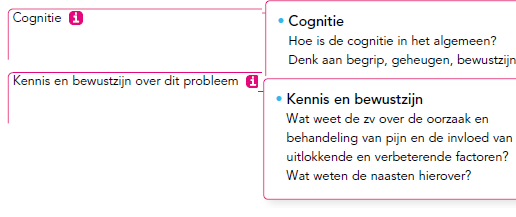 Cognitie i
• Cognitie
Hoe is de cognitie in het algemeen?
Denk aan begrip, geheugen, bewustzijn
Kennis en bewustzijn over dit probleem i
• Kennis en bewustzijn
Wat weet de zv over de oorzaak en
behandeling van pijn en de invloed van
uitlokkende en verbeterende factoren?
Wat weten de naasten hierover?